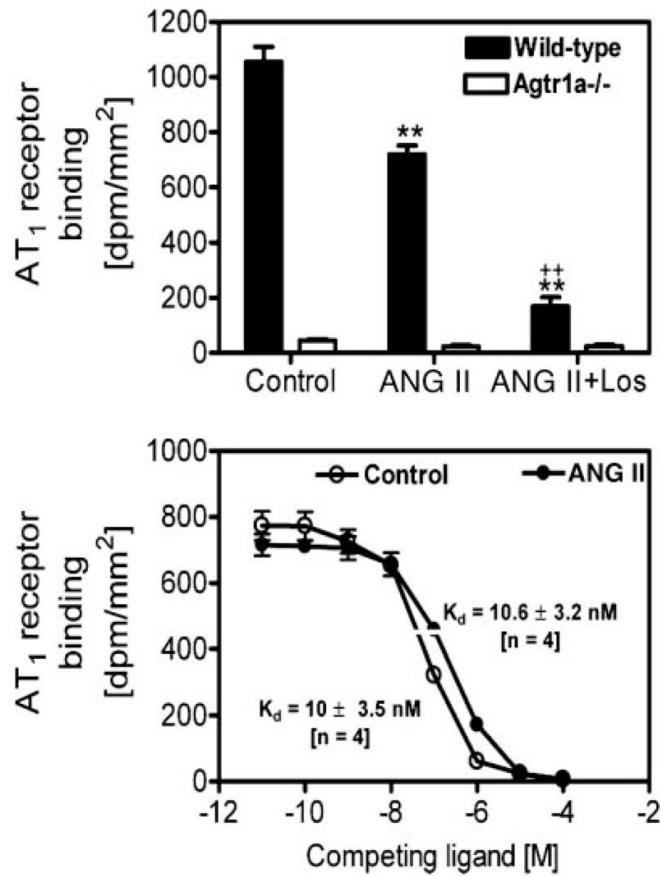 1200
1000
800
600
400
200
0
AT₁ receptor
binding
[dpm/mm²]
Wild-type
Agtr1a-/-
**
++
**
Control ANG II ANG II+Los
1000
800
600
400
200
0
AT₁ receptor
binding
[dpm/mm²]
Control ANG II
K_d = 10.6 ± 3.2 nM
[n = 4]
K_d = 10 ± 3.5 nM
[n = 4]
-12 -10 -8 -6 -4 -2
Competing ligand [M]